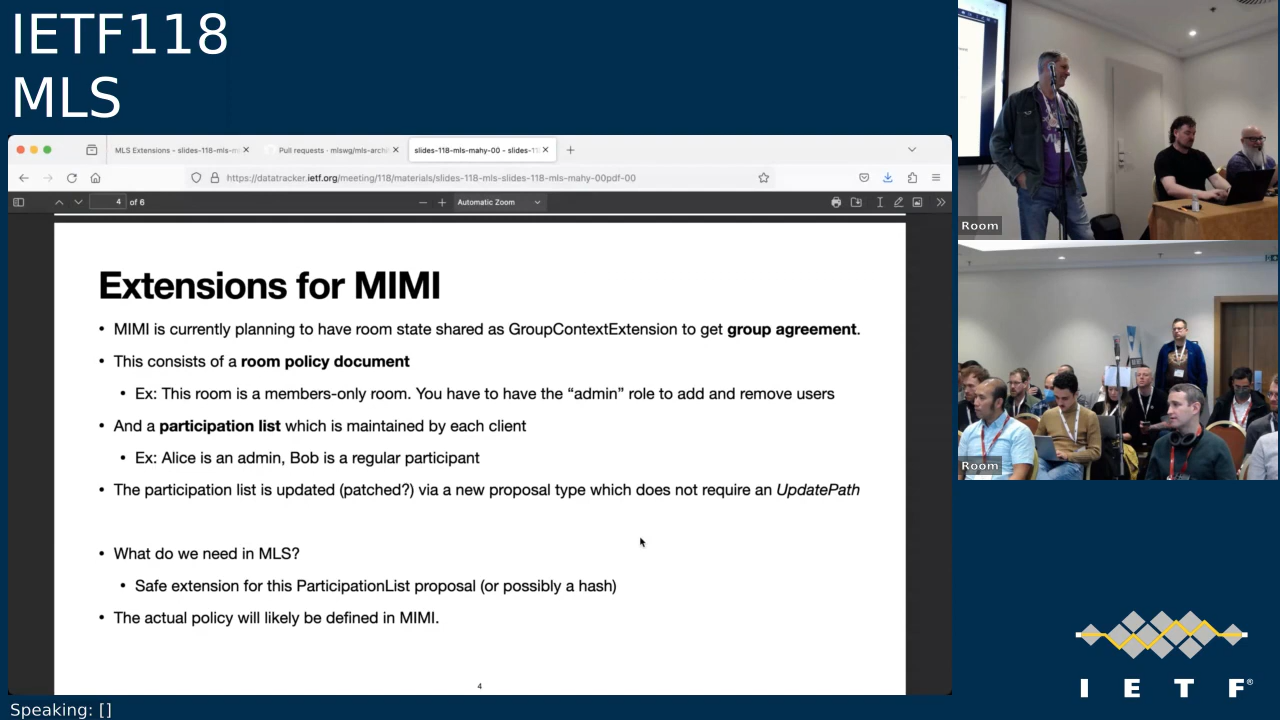 IETF118
MLS
MLS Extensions - slides-118-mls-m
Pull requests · mlswg/mls-archi
slides-118-mls-mahy-00 - slides-11
https://datatracker.ietf.org/meeting/118/materials/slides-118-mls-slides-118-mls-mahy-00pdf-00
4 of 6
Automatic Zoom
Extensions for MIMI
• MIMI is currently planning to have room state shared as GroupContextExtension to get group agreement.
• This consists of a room policy document
• Ex: This room is a members-only room. You have to have the “admin” role to add and remove users
• And a participation list which is maintained by each client
• Ex: Alice is an admin, Bob is a regular participant
• The participation list is updated (patched?) via a new proposal type which does not require an UpdatePath
• What do we need in MLS?
• Safe extension for this ParticipationList proposal (or possibly a hash)
• The actual policy will likely be defined in MIMI.
4
Room
Room
I E T F®
Speaking: []